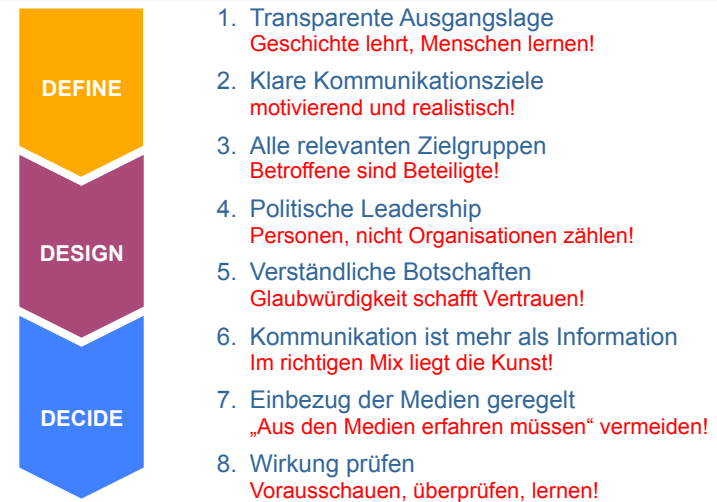 DEFINE
DESIGN
DECIDE
1. Transparente Ausgangslage
Geschichte lehrt, Menschen lernen!
2. Klare Kommunikationsziele
motivierend und realistisch!
3. Alle relevanten Zielgruppen
Betroffene sind Beteiligte!
4. Politische Leadership
Personen, nicht Organisationen zählen!
5. Verständliche Botschaften
Glaubwürdigkeit schafft Vertrauen!
6. Kommunikation ist mehr als Information
Im richtigen Mix liegt die Kunst!
7. Einbezug der Medien geregelt
„Aus den Medien erfahren müssen“ vermeiden!
8. Wirkung prüfen
Vorausschauen, überprüfen, lernen!